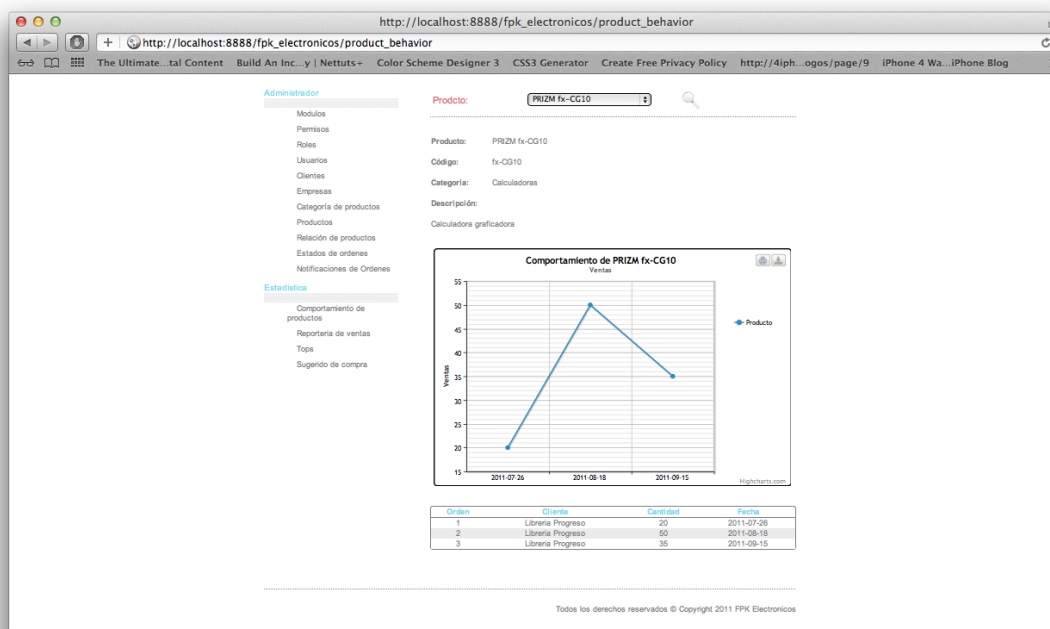 http://localhost:8888/fpk_electronicos/product_behavior
http://localhost:8888/fpk_electronicos/product_behavior
The Ultimate...tal Content Build An Inc...y | Nettuts+ Color Scheme Designer 3 CSS3 Generator Create Free Privacy Policy http://4iph...ogos/page/9 iPhone 4 Wa...iPhone Blog
Administrador
Modulos
Permisos
Roles
Usuarios
Clientes
Empresas
Categoría de productos
Productos
Relación de productos
Estados de ordenes
Notificaciones de Ordenes
Estadistica
Comportamiento de
productos
Reporteria de ventas
Tops
Sugerido de compra
Prodcto: PRIZM fx-CG10
Producto: PRIZM fx-CG10
Código: fx-CG10
Categoría: Calculadoras
Descripción:
Calculadora graficadora
Comportamiento de PRIZM fx-CG10
Ventas
Ventas
55
50
45
40
35
30
25
20
15
2011-07-26 2011-08-18 2011-09-15
Producto
Highcharts.com
Orden Cliente Cantidad Fecha
1 Libreria Progreso 20 2011-07-26
2 Libreria Progreso 50 2011-08-18
3 Libreria Progreso 35 2011-09-15
Todos los derechos reservados © Copyright 2011 FPK Electronicos